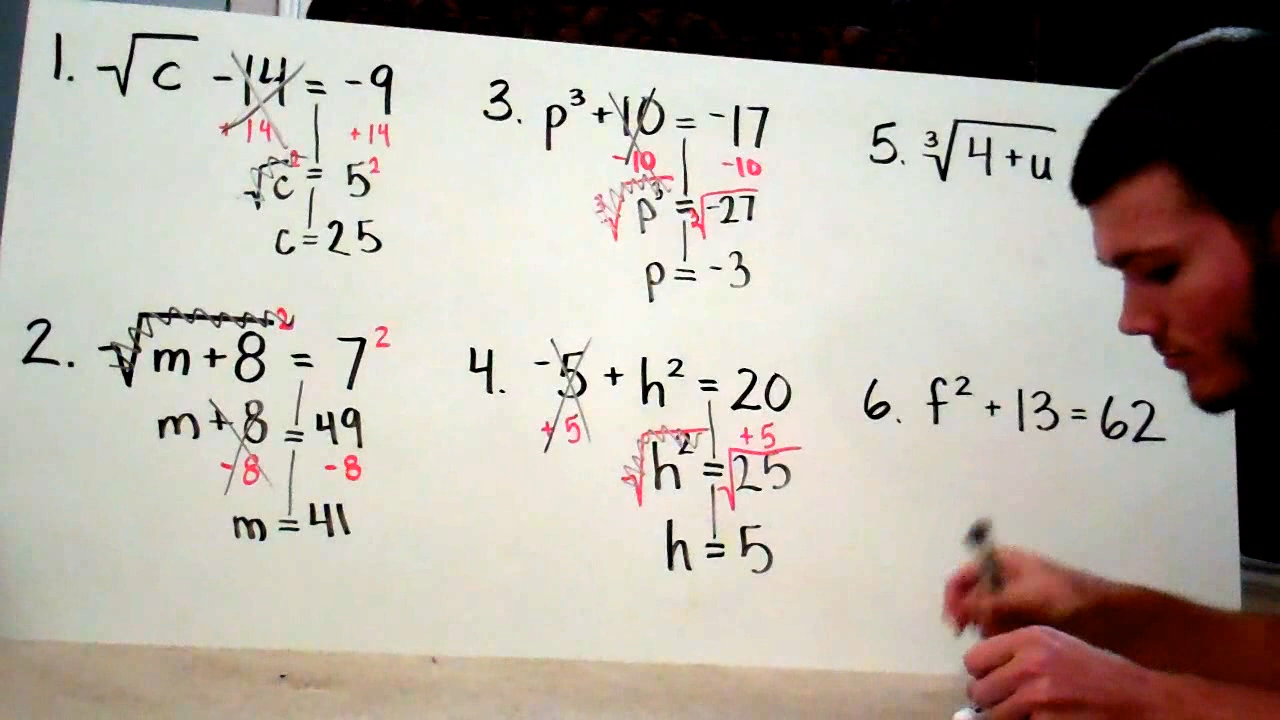 1. √c - 14 = -9
+14 +14
√c² = 5²
c = 25
2. √m + 8² = 7²
m + 8 = 49
-8 -8
m = 41
3. p³ + 10 = -17
-10 -10
∛p³ = ∛-27
p = -3
4. -5 + h² = 20
+5 +5
√h² = √25
h = 5
5. ∛4 + u
6. f² + 13 = 62